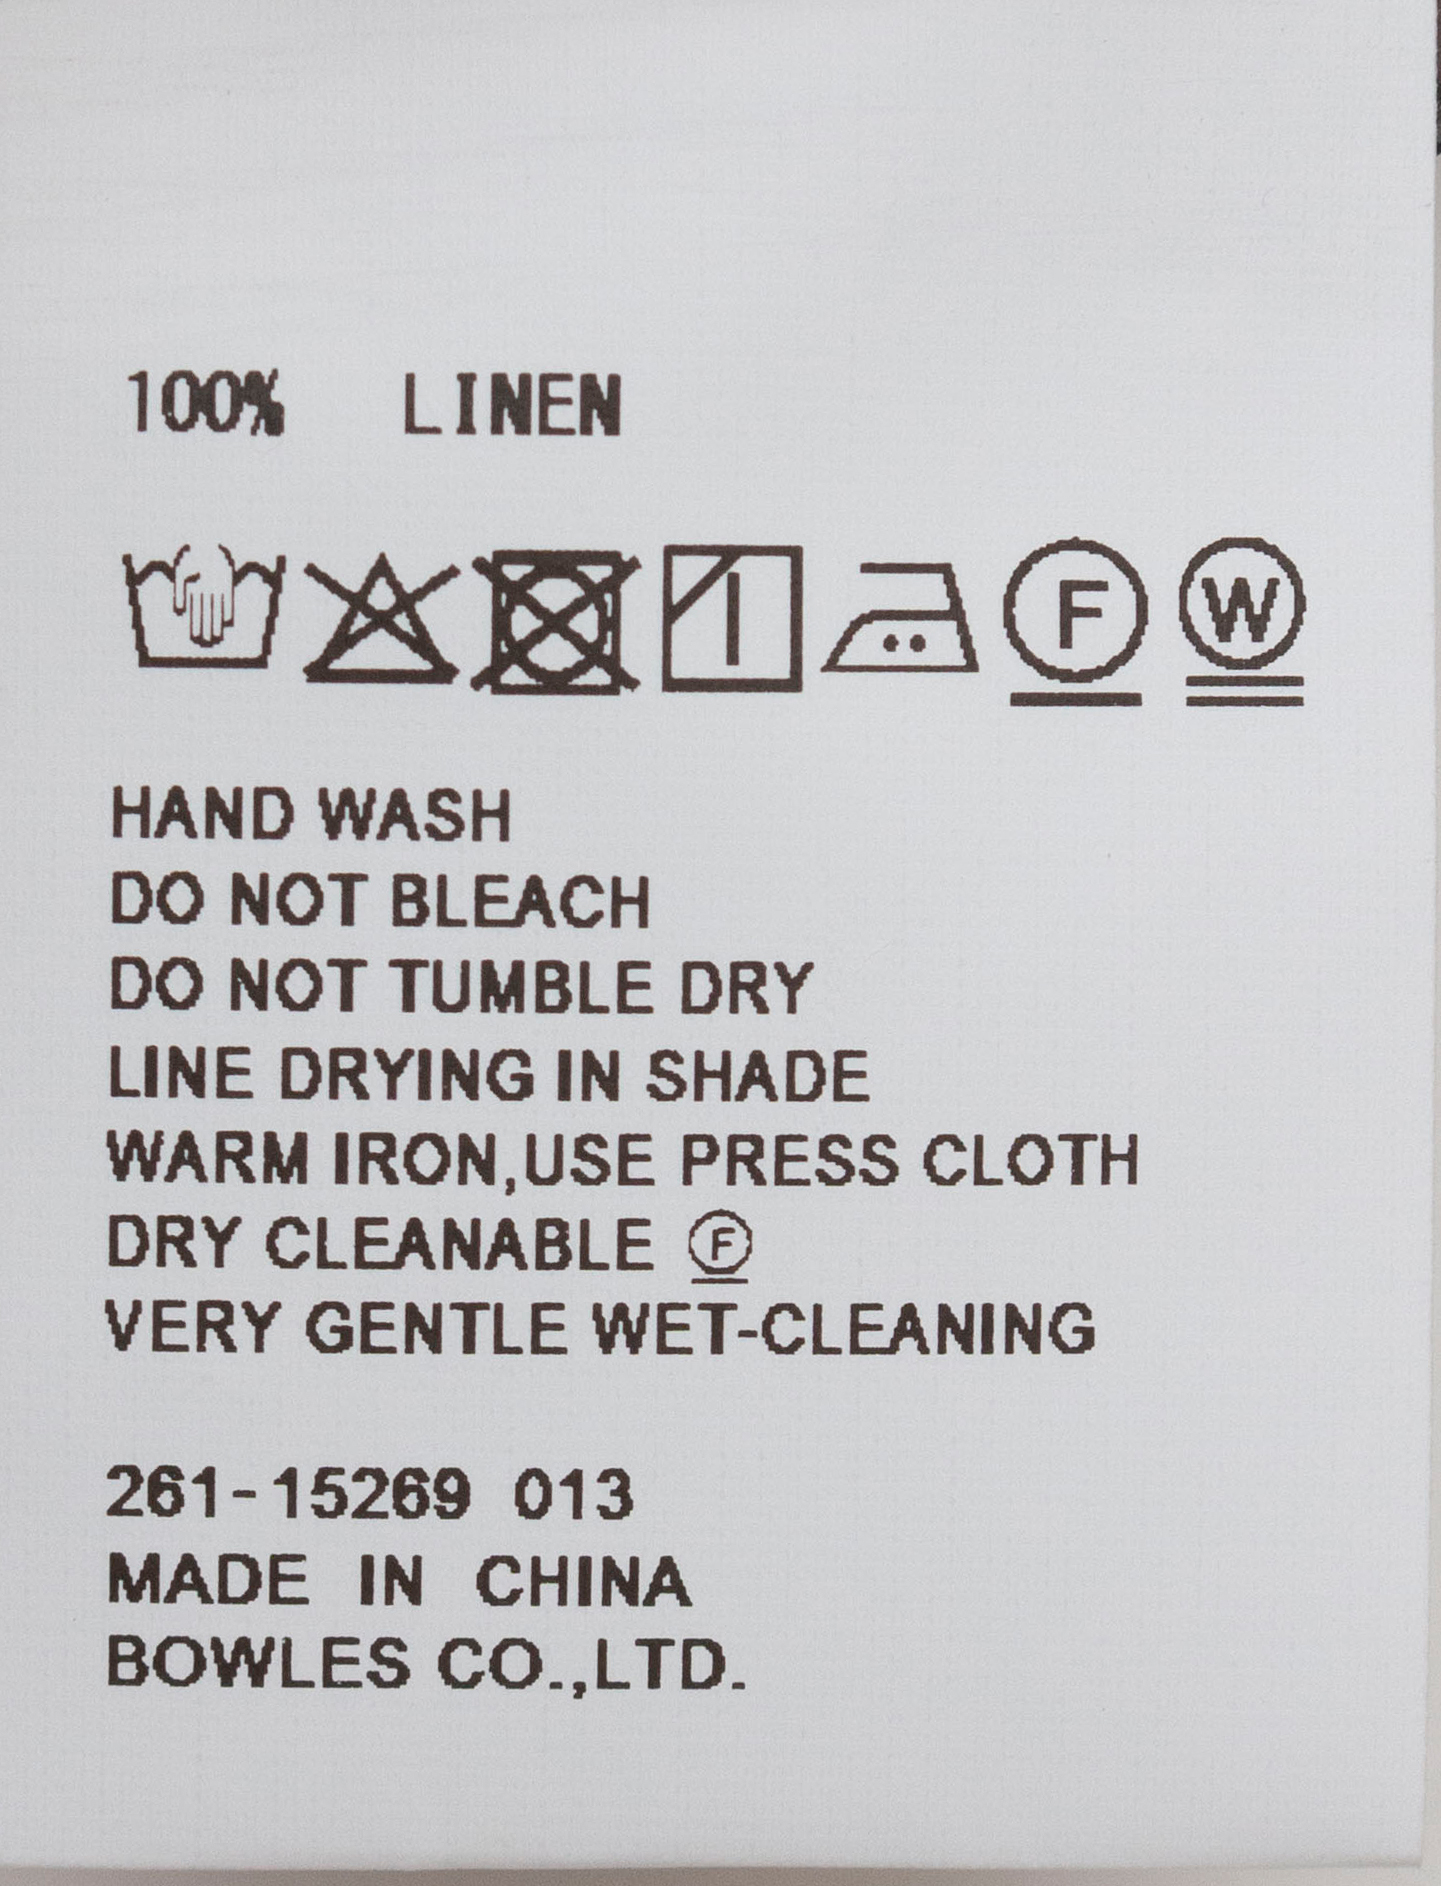 100% LINEN
F W
HAND WASH
DO NOT BLEACH
DO NOT TUMBLE DRY
LINE DRYING IN SHADE
WARM IRON,USE PRESS CLOTH
DRY CLEANABLE Ⓕ
VERY GENTLE WET-CLEANING
261-15269 013
MADE IN CHINA
BOWLES CO.,LTD.